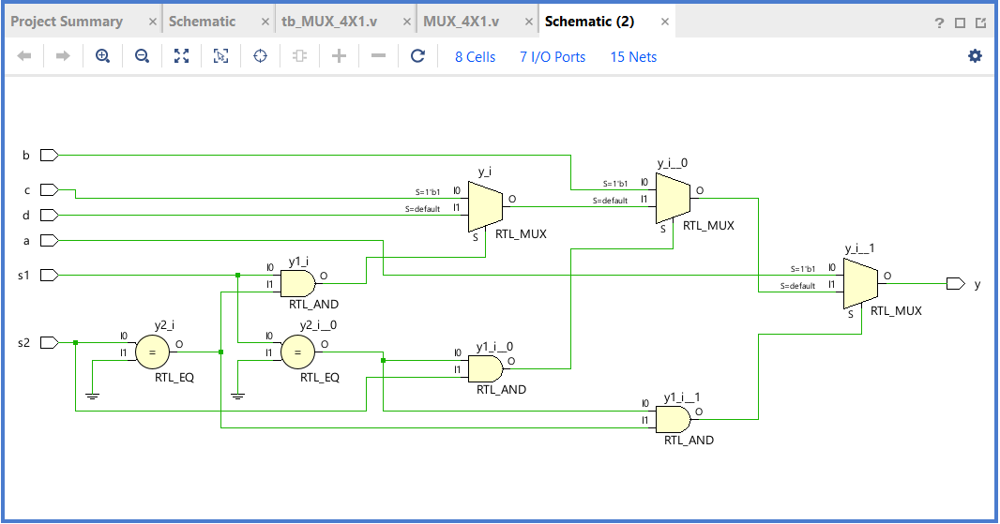 Project Summary × Schematic × tb_MUX_4X1.v × MUX_4X1.v × Schematic (2) × ?
8 Cells 7 I/O Ports 15 Nets
b
y_i__0
y_i
S=1'b1 I0
c
S=1'b1 I0
O
S=default I1
O
S=default I1
d
S
RTL_MUX
S
RTL_MUX
a
y_i__1
y1_i
S=1'b1 I0
s1
I0
O
O
I1
S=default I1
y
RTL_AND
S
RTL_MUX
y2_i
y2_i__0
s2
I0
O
I0
O
I1
=
I1
=
y1_i__0
I0
O
I1
RTL_EQ
RTL_EQ
RTL_AND
y1_i__1
I0
O
I1
RTL_AND